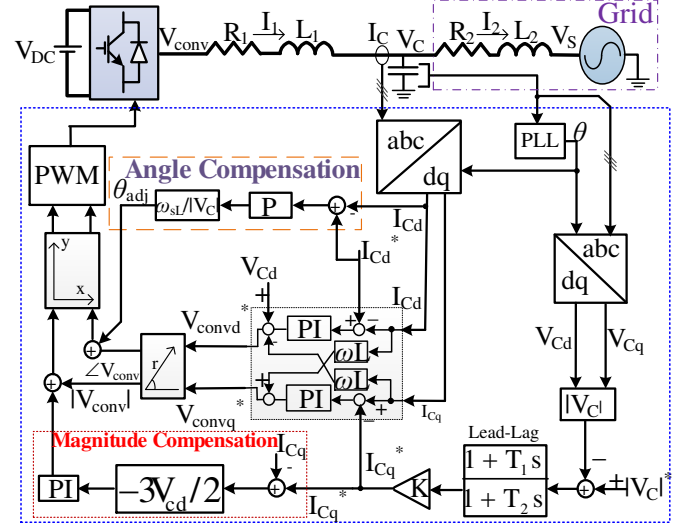 Grid
V_DC
V_conv
R_1
I_1
L_1
I_C
V_C
R_2
I_2
L_2
V_S
abc
dq
PLL
θ
PWM
Angle Compensation
θ_adj
ω_sL/|V_C|
P
-
I_Cd
I_Cd*
y
x
V_Cd
+
I_Cd
abc
dq
V_convd*
PI
+
−
-
ωL
ωL
V_Cd
V_Cq
r
+
∠V_conv
+
|V_conv|
V_convq*
+
PI
+
−
I_Cq
|V_C|
Magnitude Compensation
I_Cq
-
I_Cq*
Lead-Lag
−
PI
−3V_cd/2
+
I_Cq*
K
1 + T_1 s
1 + T_2 s
+
+
|V_C|*